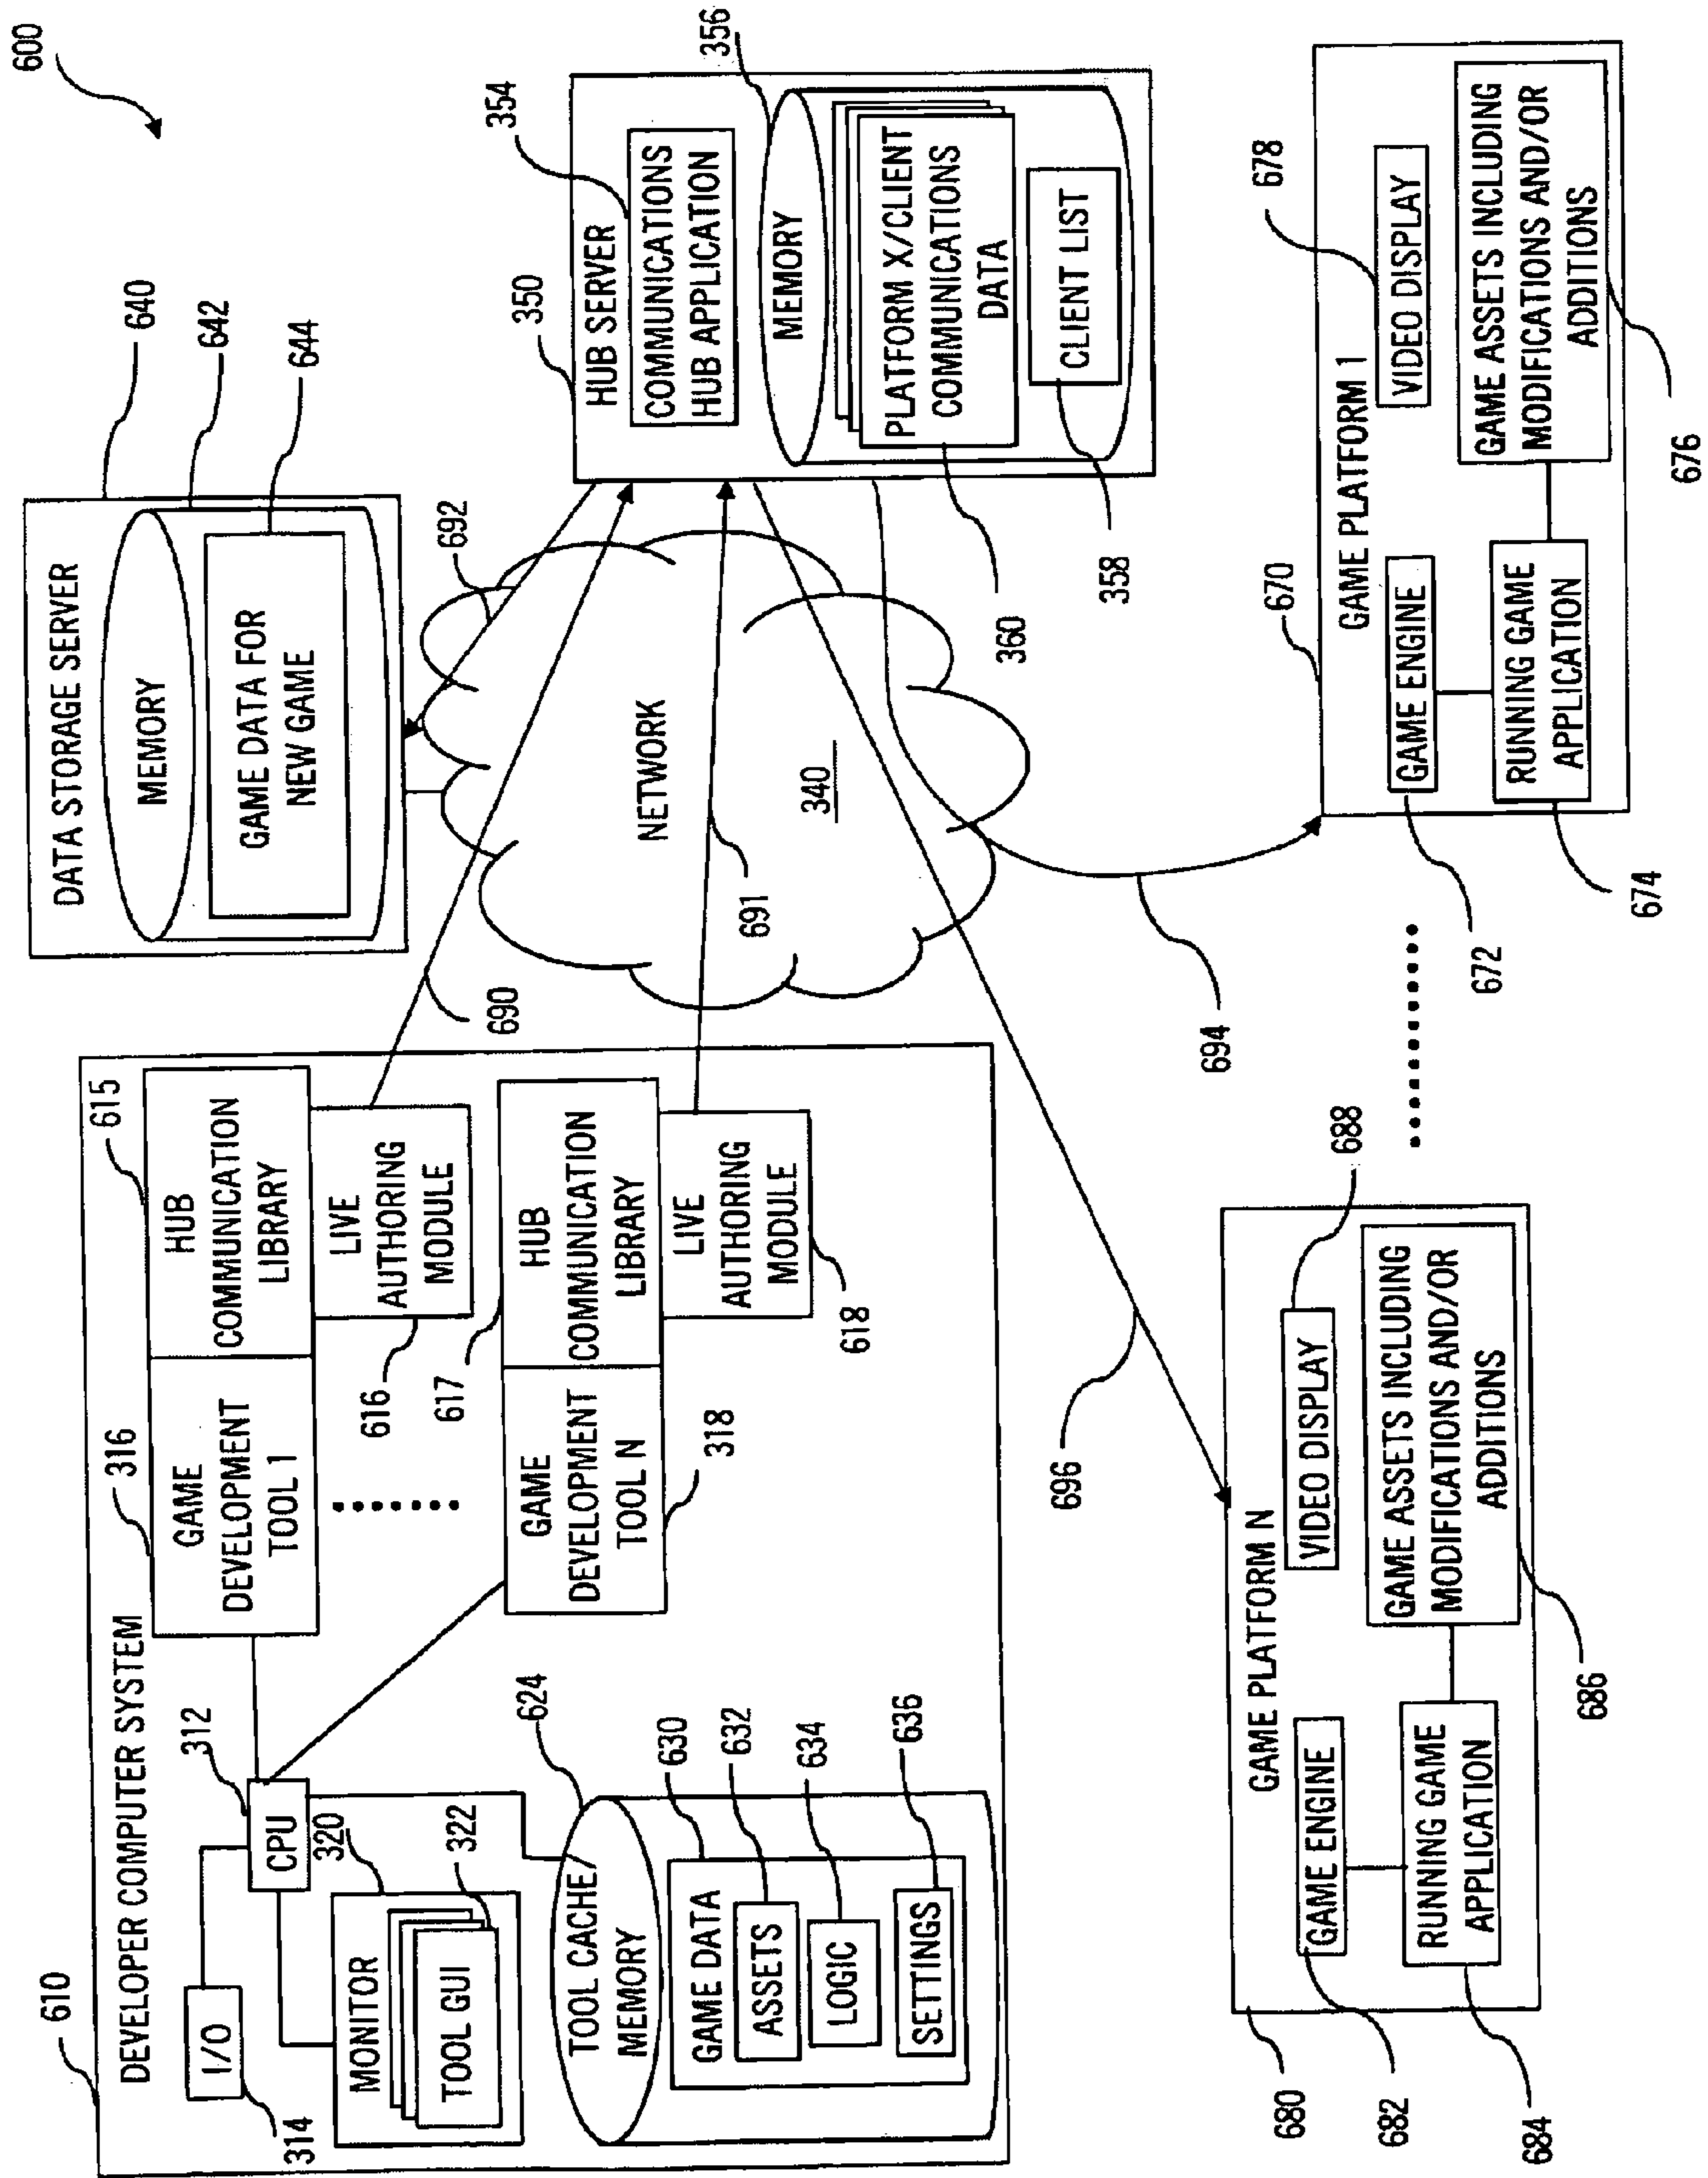 600
610
DEVELOPER COMPUTER SYSTEM
I/O
314
312
CPU
320
MONITOR
322
TOOL GUI
624
TOOL CACHE
MEMORY
630
GAME DATA
632
ASSETS
634
LOGIC
636
SETTINGS
316
GAME
DEVELOPMENT
TOOL 1
615
HUB
COMMUNICATION
LIBRARY
LIVE
AUTHORING
MODULE
616
617
GAME
DEVELOPMENT
TOOL N
318
HUB
COMMUNICATION
LIBRARY
LIVE
AUTHORING
MODULE
618
DATA STORAGE SERVER
640
MEMORY
642
GAME DATA FOR
NEW GAME
644
690
692
NETWORK
691
340
350
HUB SERVER
354
COMMUNICATIONS
HUB APPLICATION
356
MEMORY
PLATFORM X/CLIENT
COMMUNICATIONS
DATA
360
CLIENT LIST
358
694
696
680
GAME PLATFORM N
GAME ENGINE
682
VIDEO DISPLAY
688
RUNNING GAME
APPLICATION
684
GAME ASSETS INCLUDING
MODIFICATIONS AND/OR
ADDITIONS
686
670
GAME PLATFORM 1
GAME ENGINE
672
VIDEO DISPLAY
678
RUNNING GAME
APPLICATION
674
GAME ASSETS INCLUDING
MODIFICATIONS AND/OR
ADDITIONS
676